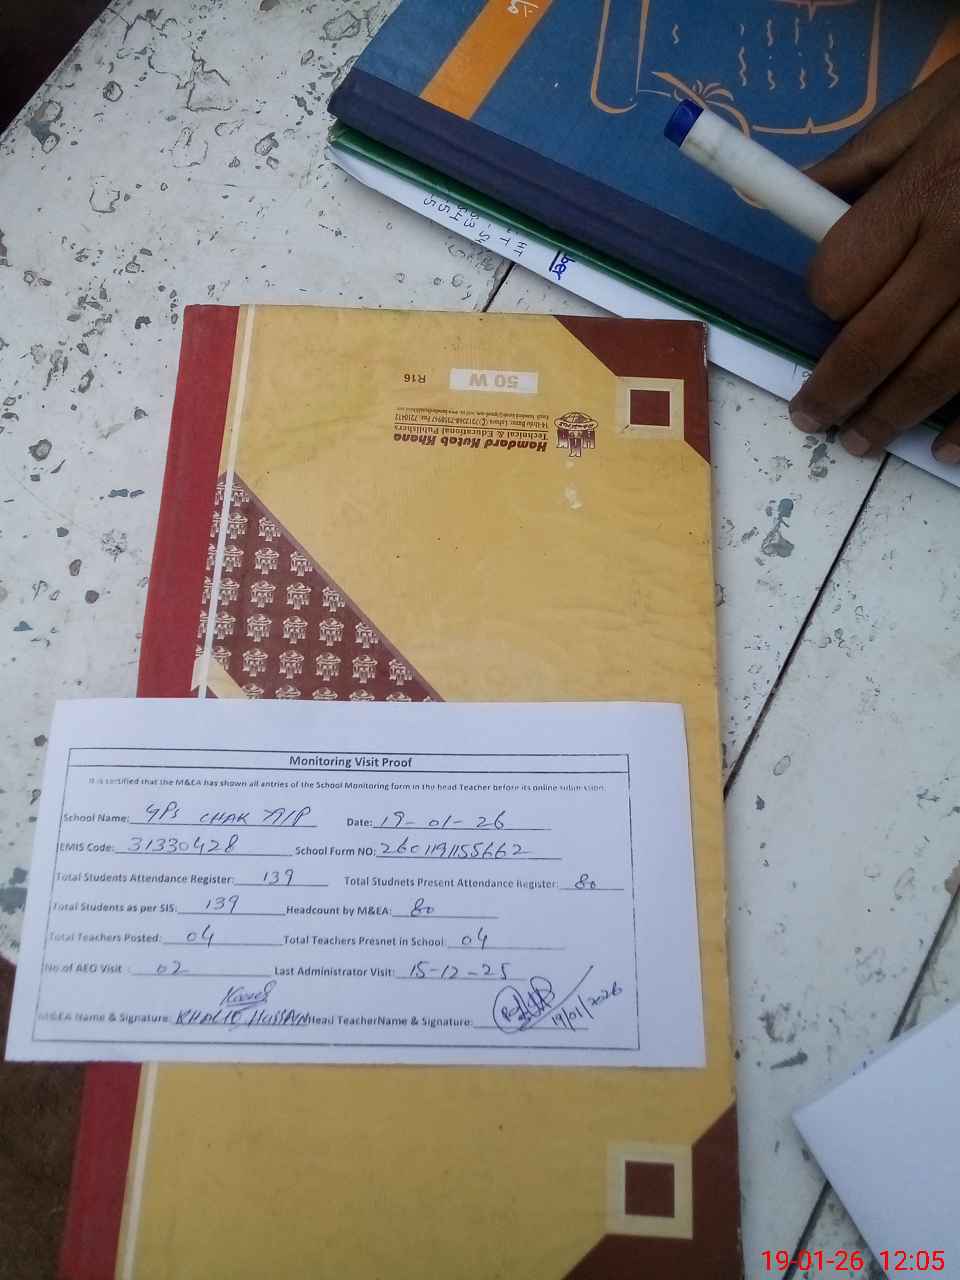 50 W
R16
Hamdard Kutab Khana
Technical & Educational Publishers
Monitoring Visit Proof
It is certified that the M&EA has shown all entries of the School Monitoring form in the head Teacher before its online submission.
School Name: GPS CHAK 79/P Date: 19-01-26
EMIS Code: 31330428 School Form NO: 2601191155662
Total Students Attendance Register: 139 Total Studnets Present Attendance Register: 80
Total Students as per SIS: 139 Headcount by M&EA: 80
Total Teachers Posted: 04 Total Teachers Presnet in School: 04
No.of AEO Visit : 02 Last Administrator Visit: 15-12-25
M&EA Name & Signature: KHALID HUSSAIN Head TeacherName & Signature:
19/01/2026
19-01-26 12:05